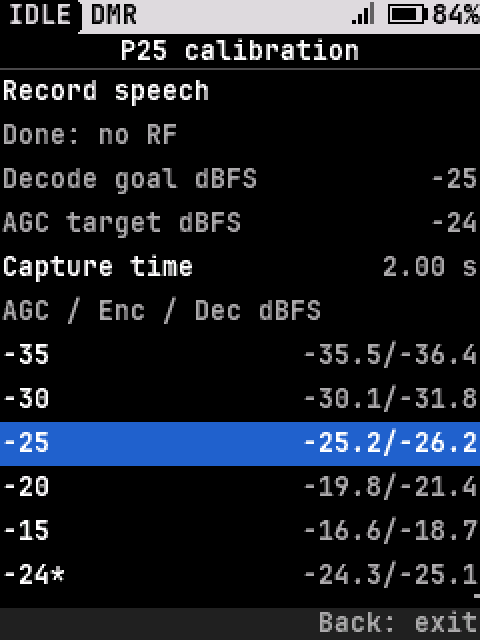 IDLE DMR 84%
P25 calibration
Record speech
Done: no RF
Decode goal dBFS -25
AGC target dBFS -24
Capture time 2.00 s
AGC / Enc / Dec dBFS
-35 -35.5/-36.4
-30 -30.1/-31.8
-25 -25.2/-26.2
-20 -19.8/-21.4
-15 -16.6/-18.7
-24* -24.3/-25.1
Back: exit